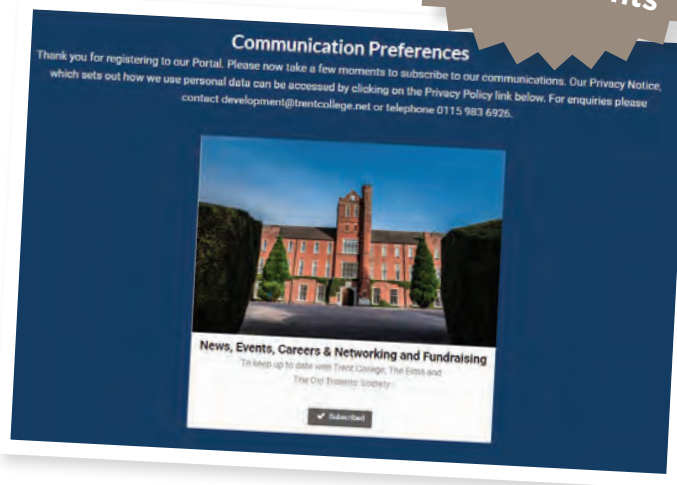 nts
Communication Preferences
Thank you for registering to our Portal. Please now take a few moments to subscribe to our communications. Our Privacy Notice,
which sets out how we use personal data can be accessed by clicking on the Privacy Policy link below. For enquiries please
contact development@trentcollege.net or telephone 0115 983 6926.
News, Events, Careers & Networking and Fundraising
To keep up to date with Trent College, The Elms and
The Old Tridents' Society
✔ Subscribed